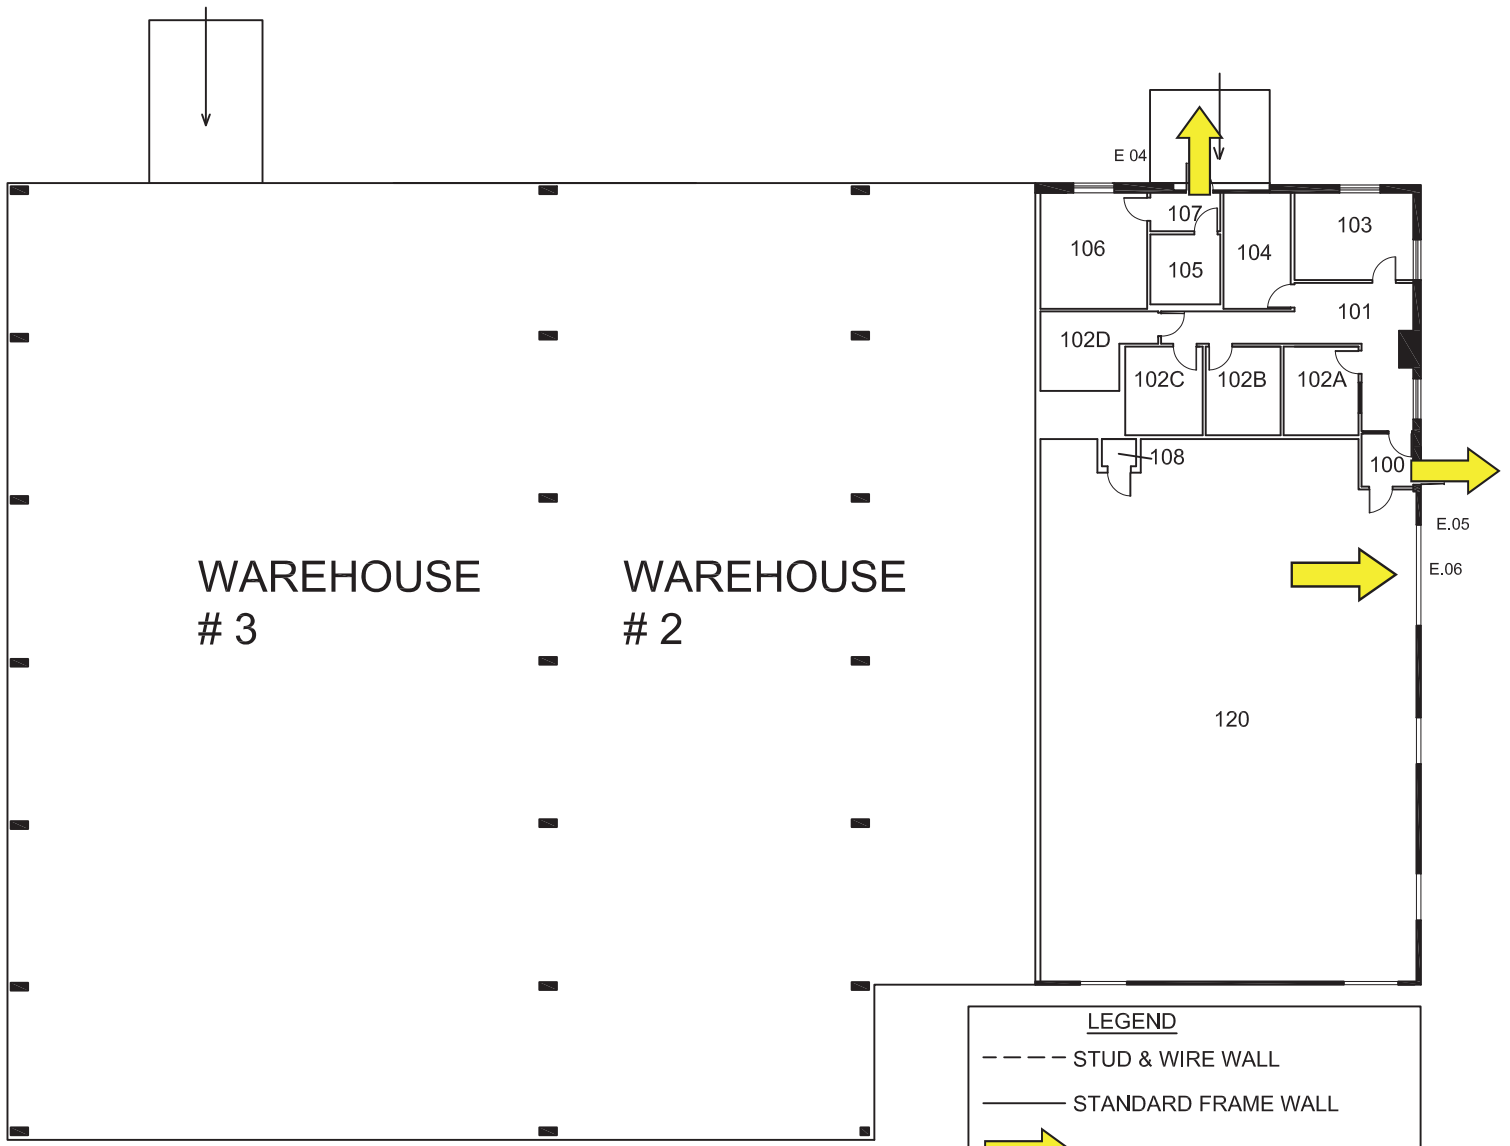 E 04
107
103
106
104
105
101
102D
102C
102B
102A
108
100
E.05
E.06
WAREHOUSE
# 3
WAREHOUSE
# 2
120
LEGEND
STUD & WIRE WALL
STANDARD FRAME WALL